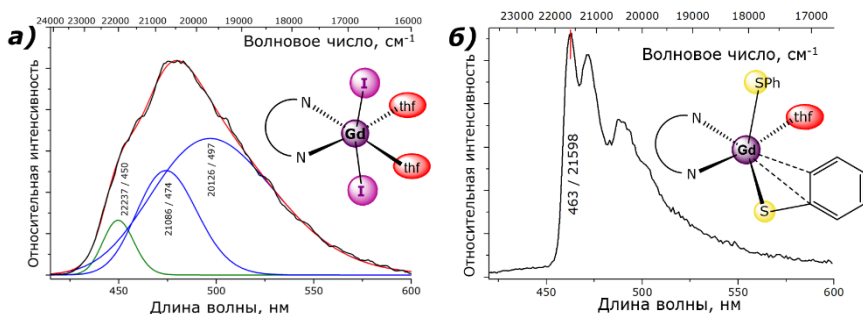 а)
24000 23000 22000 21000 20000 19000 18000 17000 16000
Волновое число, см⁻¹
Относительная интенсивность
22237 / 450
21086 / 474
20126 / 497
I
N
thf
Gd
N
thf
I
450 500 550 600
Длина волны, нм
б)
23000 22000 21000 20000 19000 18000 17000
Волновое число, см⁻¹
Относительная интенсивность
463 / 21598
SPh
N
thf
Gd
N
S
450 500 550 600
Длина волны, нм